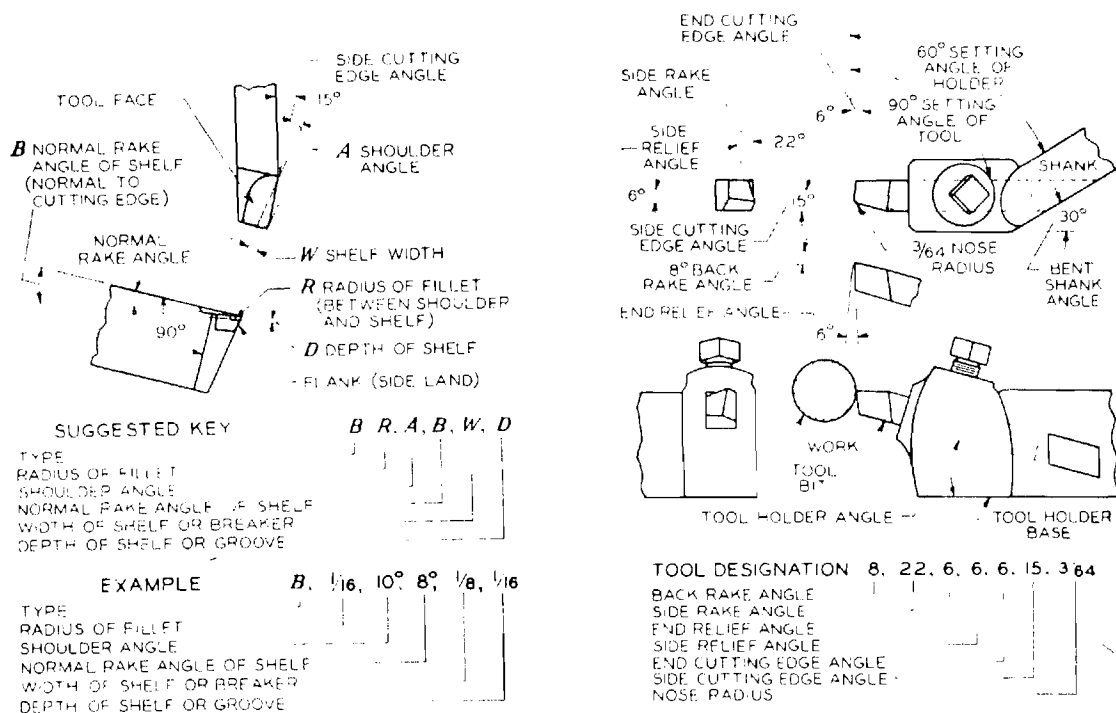 SIDE CUTTING
EDGE ANGLE
15°
TOOL FACE
B NORMAL RAKE
ANGLE OF SHELF
(NORMAL TO
CUTTING EDGE)
A SHOULDER
ANGLE
NORMAL
RAKE ANGLE
W SHELF WIDTH
R RADIUS OF FILLET
(BETWEEN SHOULDER
AND SHELF)
90°
D DEPTH OF SHELF
FLANK (SIDE LAND)
SUGGESTED KEY B R. A, B, W, D
TYPE
RADIUS OF FILLET
SHOULDER ANGLE
NORMAL RAKE ANGLE OF SHELF
WIDTH OF SHELF OR BREAKER
DEPTH OF SHELF OR GROOVE
EXAMPLE B, 1/16, 10°, 8°, 1/8, 1/16
TYPE
RADIUS OF FILLET
SHOULDER ANGLE
NORMAL RAKE ANGLE OF SHELF
WIDTH OF SHELF OR BREAKER
DEPTH OF SHELF OR GROOVE
END CUTTING
EDGE ANGLE
60° SETTING
ANGLE OF
HOLDER
SIDE RAKE
ANGLE
6°
90° SETTING
ANGLE OF
TOOL
SIDE
RELIEF
ANGLE
22°
SHANK
6°
15°
30°
SIDE CUTTING
EDGE ANGLE
3/64 NOSE
RADIUS
8° BACK
RAKE ANGLE
BENT
SHANK
ANGLE
END RELIEF ANGLE
6°
WORK
TOOL
BIT
TOOL HOLDER ANGLE
TOOL HOLDER
BASE
TOOL DESIGNATION 8, 22, 6, 6, 6, 15, 3/64
BACK RAKE ANGLE
SIDE RAKE ANGLE
END RELIEF ANGLE
SIDE RELIEF ANGLE
END CUTTING EDGE ANGLE
SIDE CUTTING EDGE ANGLE
NOSE RADIUS